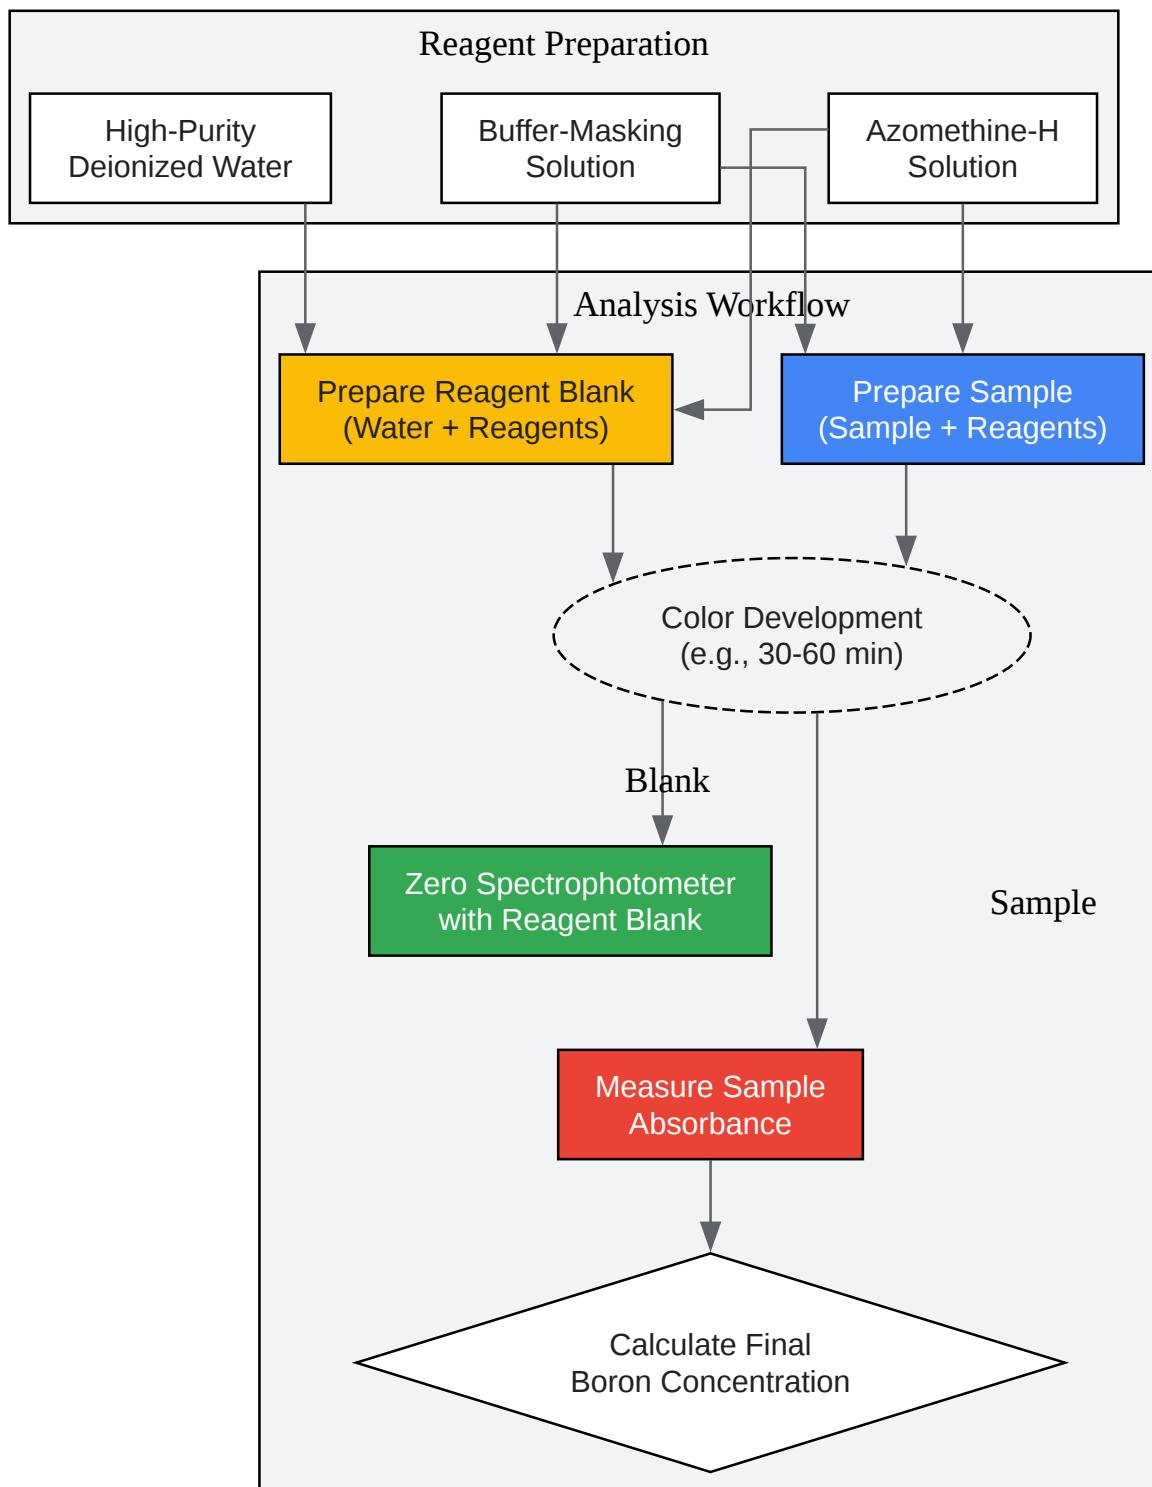 Reagent Preparation
High-Purity
Deionized Water
Buffer-Masking
Solution
Azomethine-H
Solution
Analysis Workflow
Prepare Reagent Blank
(Water + Reagents)
Prepare Sample
(Sample + Reagents)
Color Development
(e.g., 30-60 min)
Blank
Zero Spectrophotometer
with Reagent Blank
Sample
Measure Sample
Absorbance
Calculate Final
Boron Concentration